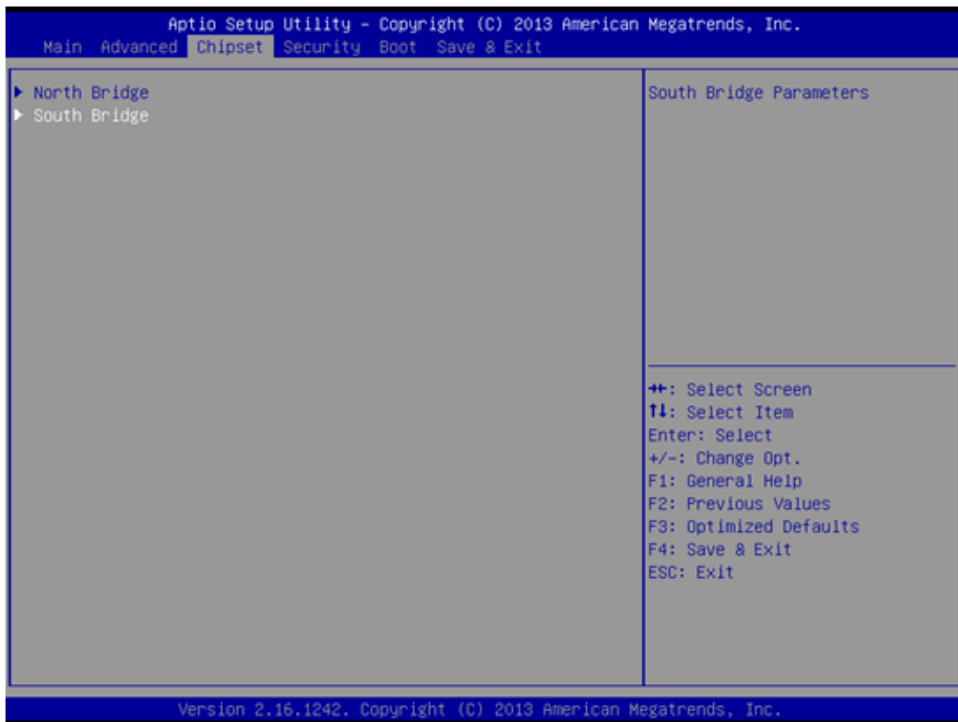 Aptio Setup Utility – Copyright (C) 2013 American Megatrends, Inc.
Main Advanced Chipset Security Boot Save & Exit
▶ North Bridge
▶ South Bridge
South Bridge Parameters
→←: Select Screen
↑↓: Select Item
Enter: Select
+/-: Change Opt.
F1: General Help
F2: Previous Values
F3: Optimized Defaults
F4: Save & Exit
ESC: Exit
Version 2.16.1242. Copyright (C) 2013 American Megatrends, Inc.